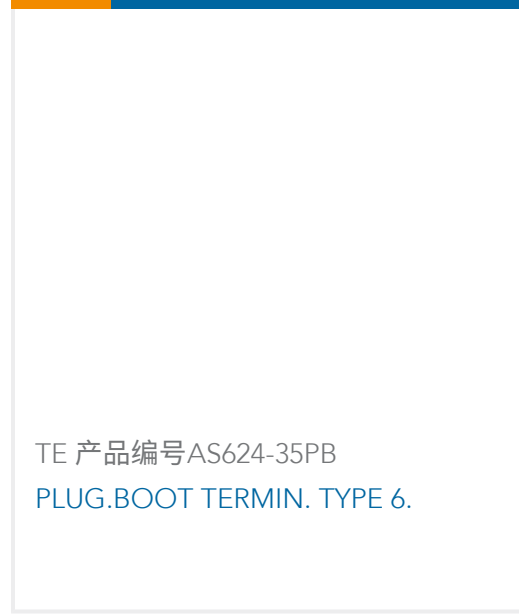 TE 产品编号AS624-35PB
PLUG.BOOT TERMIN. TYPE 6.